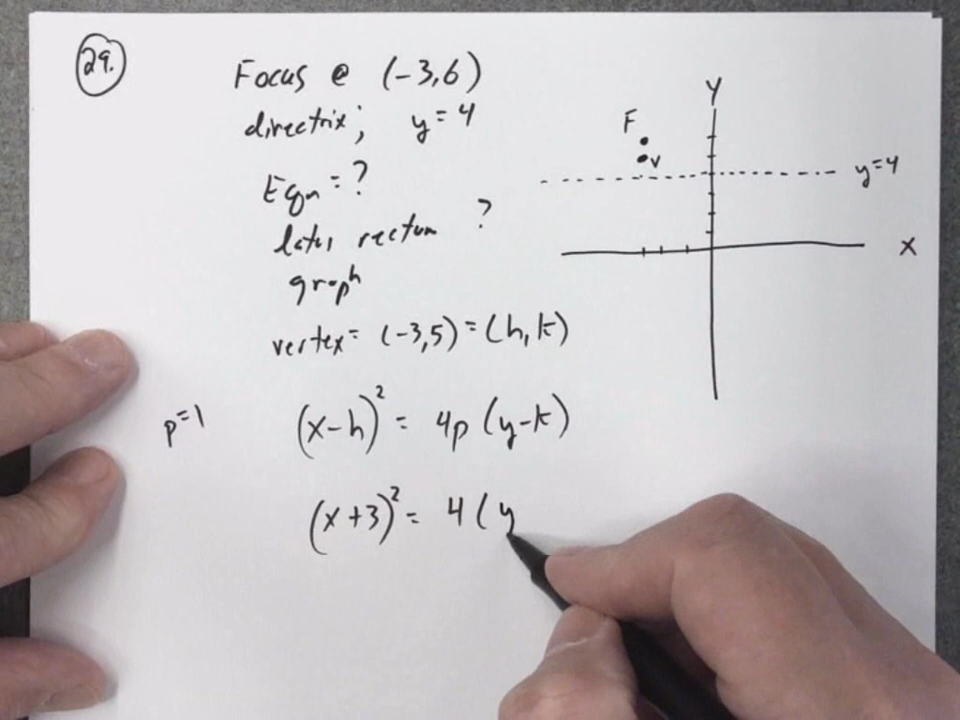 29.
Focus @ (-3,6)
directrix; y=4
Eqn = ?
latus rectum ?
graph
vertex = (-3,5) = (h,k)
p=1
(x-h)² = 4p (y-k)
(x+3)² = 4 (y
Y
F
V
y=4
X